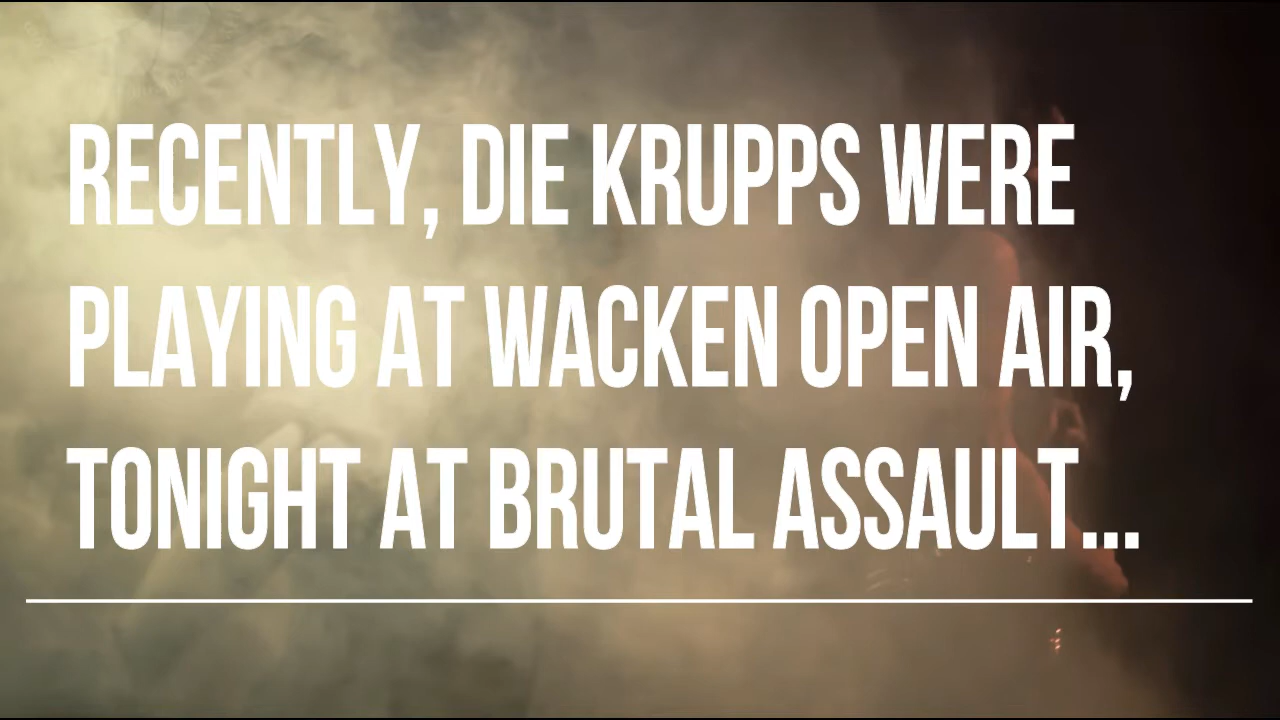 RECENTLY, DIE KRUPPS WERE
PLAYING AT WACKEN OPEN AIR,
TONIGHT AT BRUTAL ASSAULT...